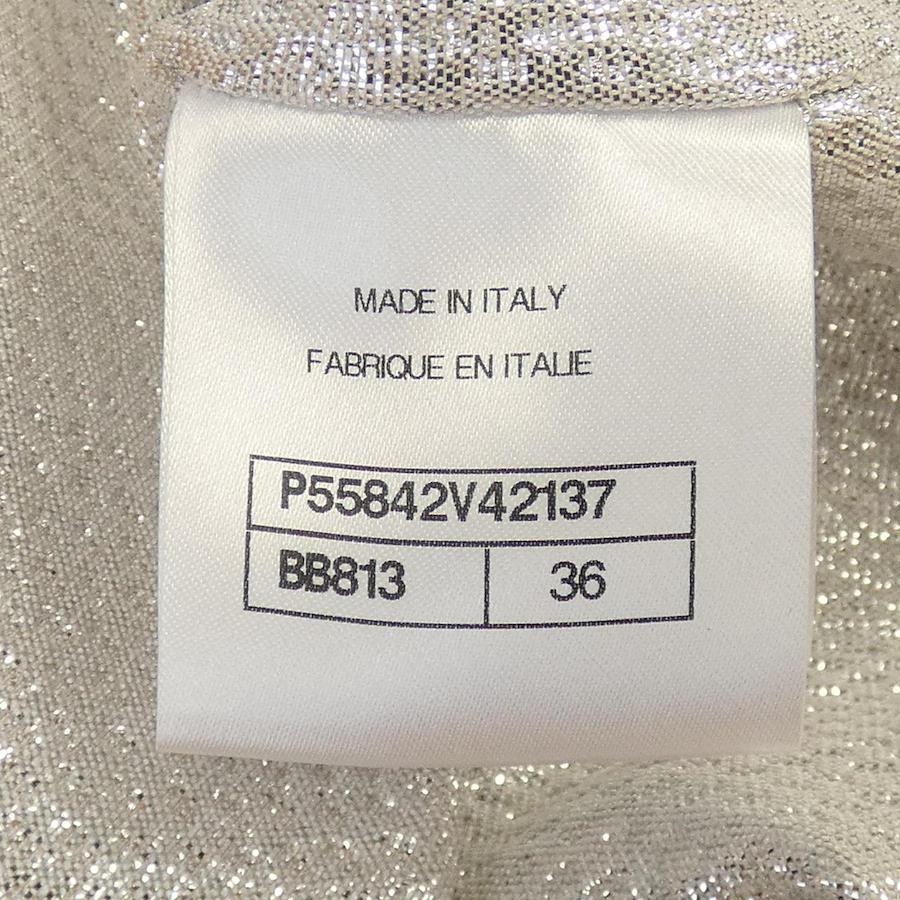 MADE IN ITALY
FABRIQUE EN ITALIE
P55842V42137
BB813 36